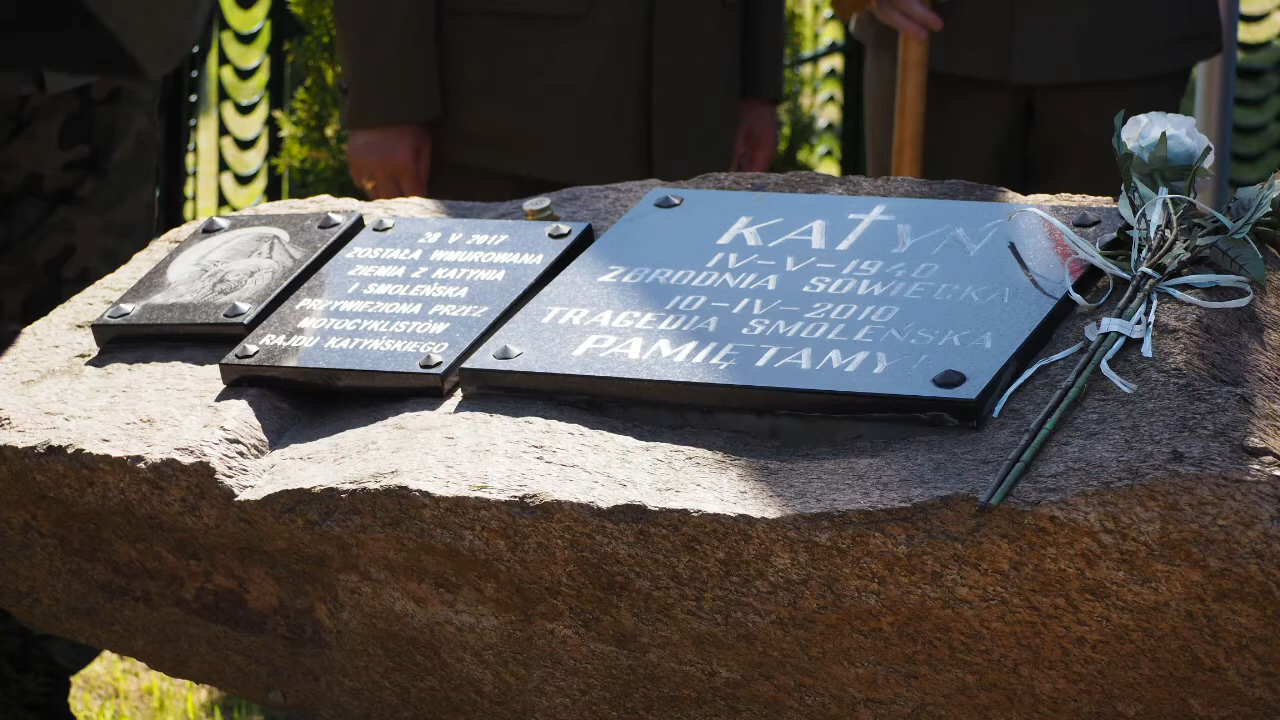 28 V 2017
ZOSTAŁA WMUROWANA
ZIEMIA Z KATYNIA
I SMOLEŃSKA
PRZYWIEZIONA PRZEZ
MOTOCYKLISTÓW
RAJDU KATYŃSKIEGO
KATYŃ
IV-V-1940
ZBRODNIA SOWIECKA
10-IV-2010
TRAGEDIA SMOLEŃSKA
PAMIĘTAMY!